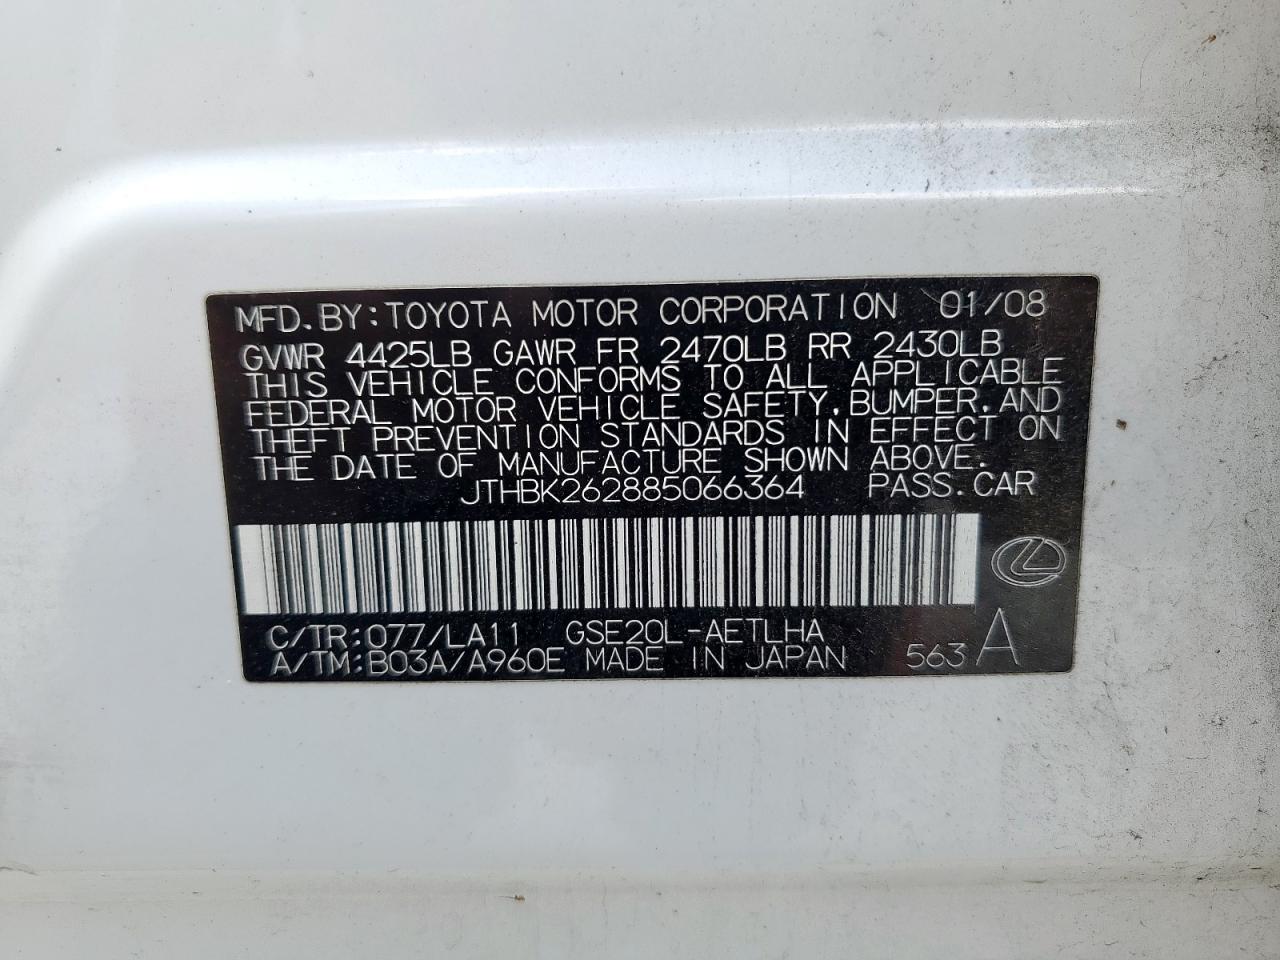 MFD.BY:TOYOTA MOTOR CORPORATION 01/08
GVWR 4425LB GAWR FR 2470LB RR 2430LB
THIS VEHICLE CONFORMS TO ALL APPLICABLE
FEDERAL MOTOR VEHICLE SAFETY,BUMPER,AND
THEFT PREVENTION STANDARDS IN EFFECT ON
THE DATE OF MANUFACTURE SHOWN ABOVE.
JTHBK262885066364 PASS.CAR
C/TR:077/LA11 GSE20L-AETLHA
A/TM:B03A/A960E MADE IN JAPAN 563 A